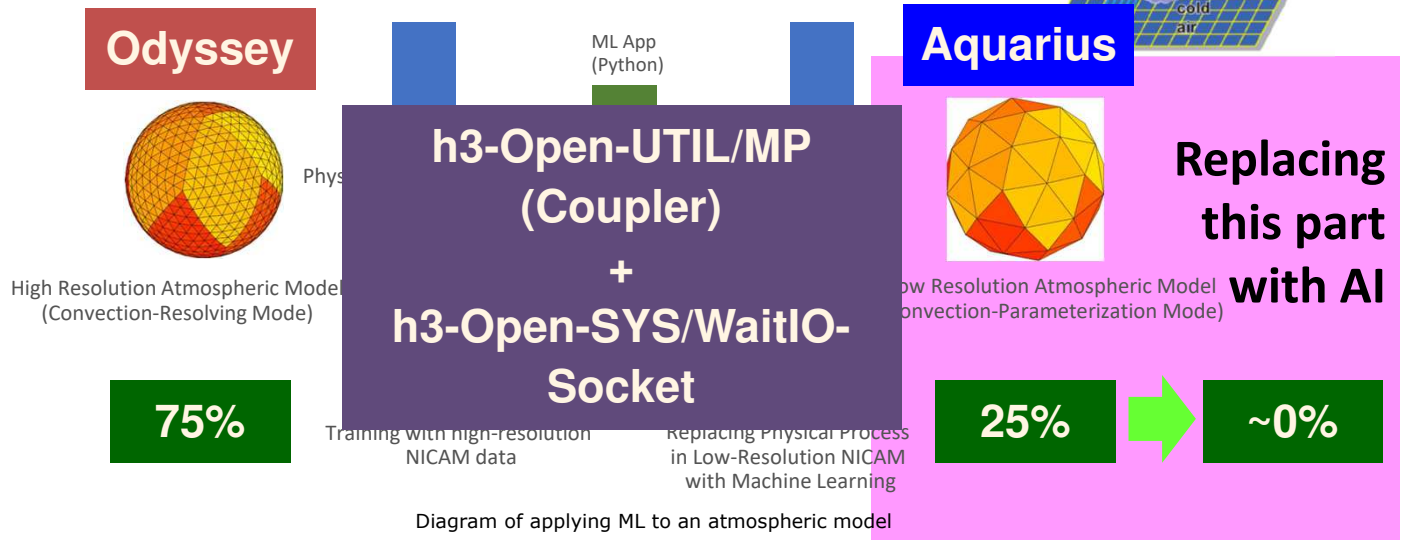 cold
air
Odyssey
ML App
(Python)
Aquarius
h3-Open-UTIL/MP
(Coupler)
+
h3-Open-SYS/WaitIO-
Socket
Phys
Replacing
this part
with AI
High Resolution Atmospheric Model
(Convection-Resolving Mode)
ow Resolution Atmospheric Model
onvection-Parameterization Mode)
75%
25%
~0%
Training with high-resolution
NICAM data
Replacing Physical Process
in Low-Resolution NICAM
with Machine Learning
Diagram of applying ML to an atmospheric model